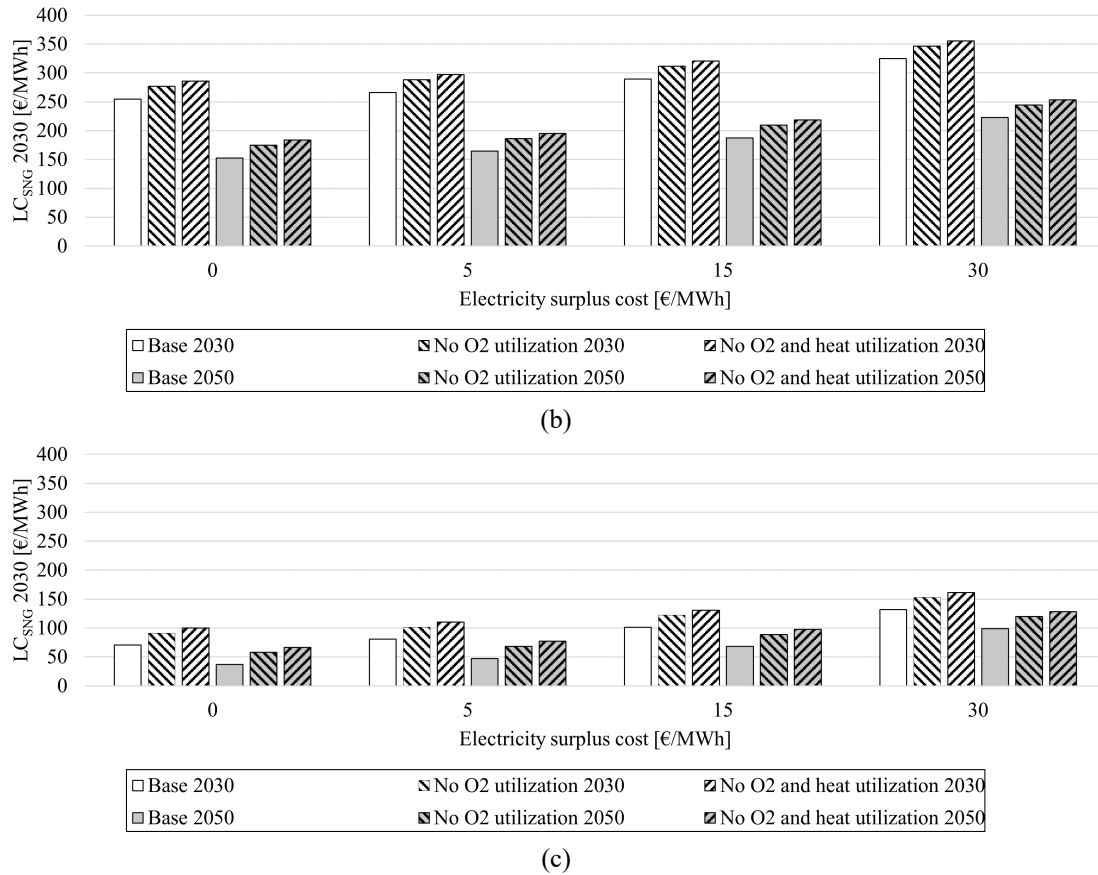 400
350
300
250
200
150
100
50
0
LCSNG 2030 [€/MWh]
0 5 15 30
Electricity surplus cost [€/MWh]
Base 2030 No O2 utilization 2030 No O2 and heat utilization 2030
Base 2050 No O2 utilization 2050 No O2 and heat utilization 2050
(b)
400
350
300
250
200
150
100
50
0
LCSNG 2030 [€/MWh]
0 5 15 30
Electricity surplus cost [€/MWh]
Base 2030 No O2 utilization 2030 No O2 and heat utilization 2030
Base 2050 No O2 utilization 2050 No O2 and heat utilization 2050
(c)